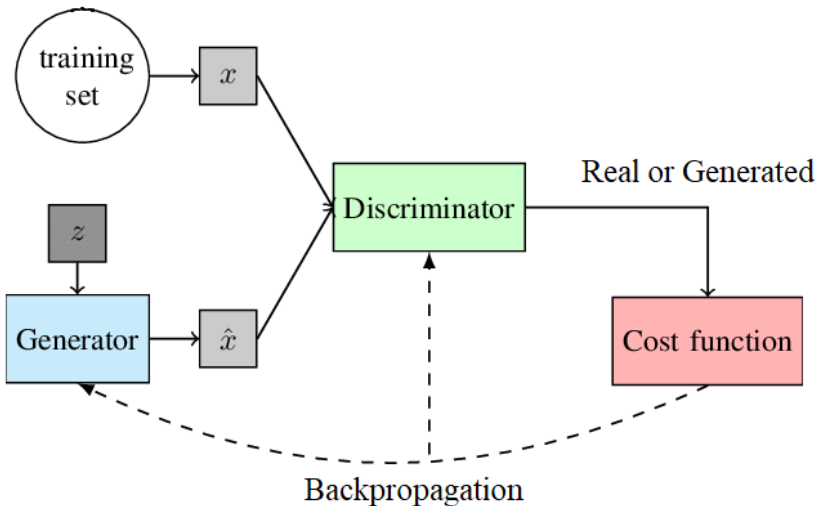 training
set
x
Real or Generated
Discriminator
z
Generator
x̂
Cost function
Backpropagation